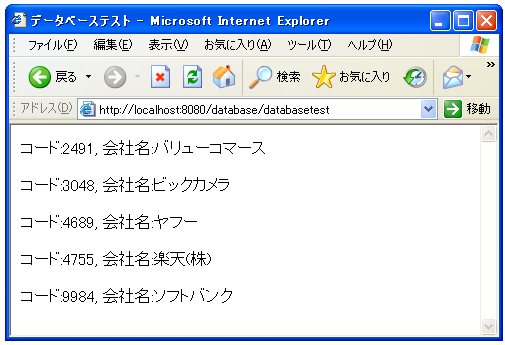 データベーステスト - Microsoft Internet Explorer
ファイル(F) 編集(E) 表示(V) お気に入り(A) ツール(T) ヘルプ(H)
戻る 検索 お気に入り »
アドレス(D) http://localhost:8080/database/databasetest 移動
コード:2491, 会社名:バリューコマース
コード:3048, 会社名:ビックカメラ
コード:4689, 会社名:ヤフー
コード:4755, 会社名:楽天(株)
コード:9984, 会社名:ソフトバンク